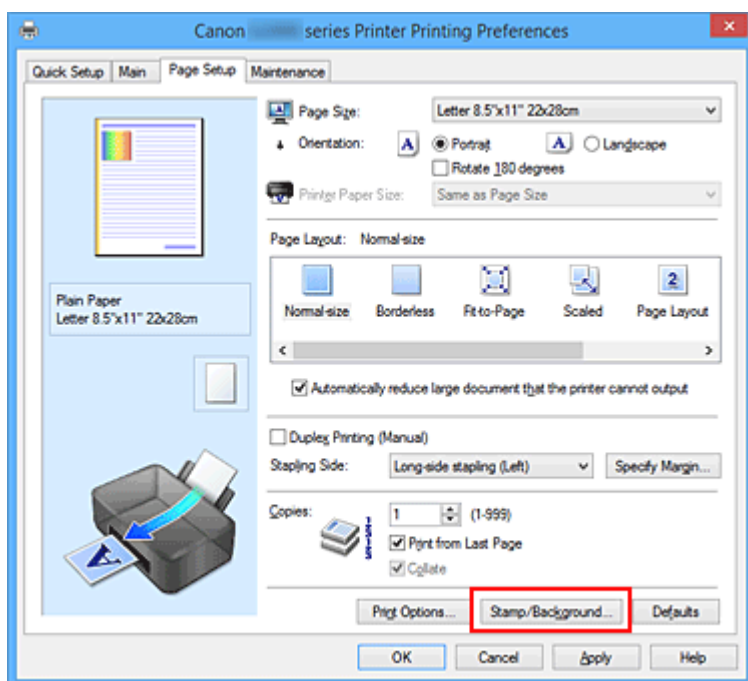 Canon series Printer Printing Preferences
Quick Setup Main Page Setup Maintenance
Page Size: Letter 8.5"x11" 22x28cm
Orientation: A Portrait A Landscape
Rotate 180 degrees
Printer Paper Size: Same as Page Size
Page Layout: Normal-size
2
Normal-size Borderless Fit-to-Page Scaled Page Layout
Plain Paper
Letter 8.5"x11" 22x28cm
Automatically reduce large document that the printer cannot output
Duplex Printing (Manual)
Stapling Side: Long-side stapling (Left) Specify Margin...
Copies: 1 (1-999)
Print from Last Page
Collate
A
Print Options... Stamp/Background... Defaults
OK Cancel Apply Help